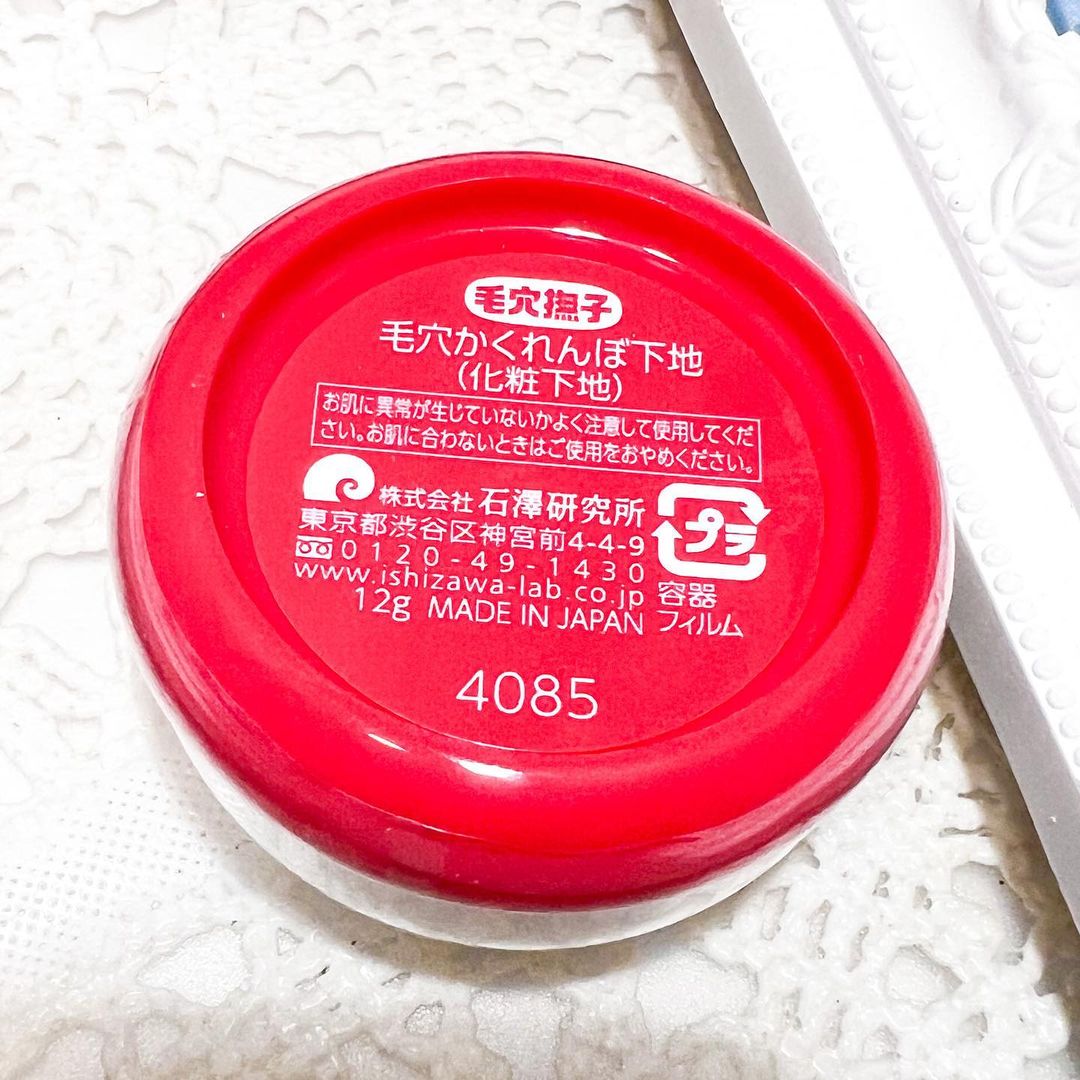 毛穴撫子
毛穴かくれんぼ下地
(化粧下地)
お肌に異常が生じていないかよく注意して使用してくだ
さい。お肌に合わないときはご使用をおやめください。
株式会社 石澤研究所
東京都渋谷区神宮前4-4-9
0120-49-1430
www.ishizawa-lab.co.jp
12g MADE IN JAPAN
プラ
容器
フィルム
4085